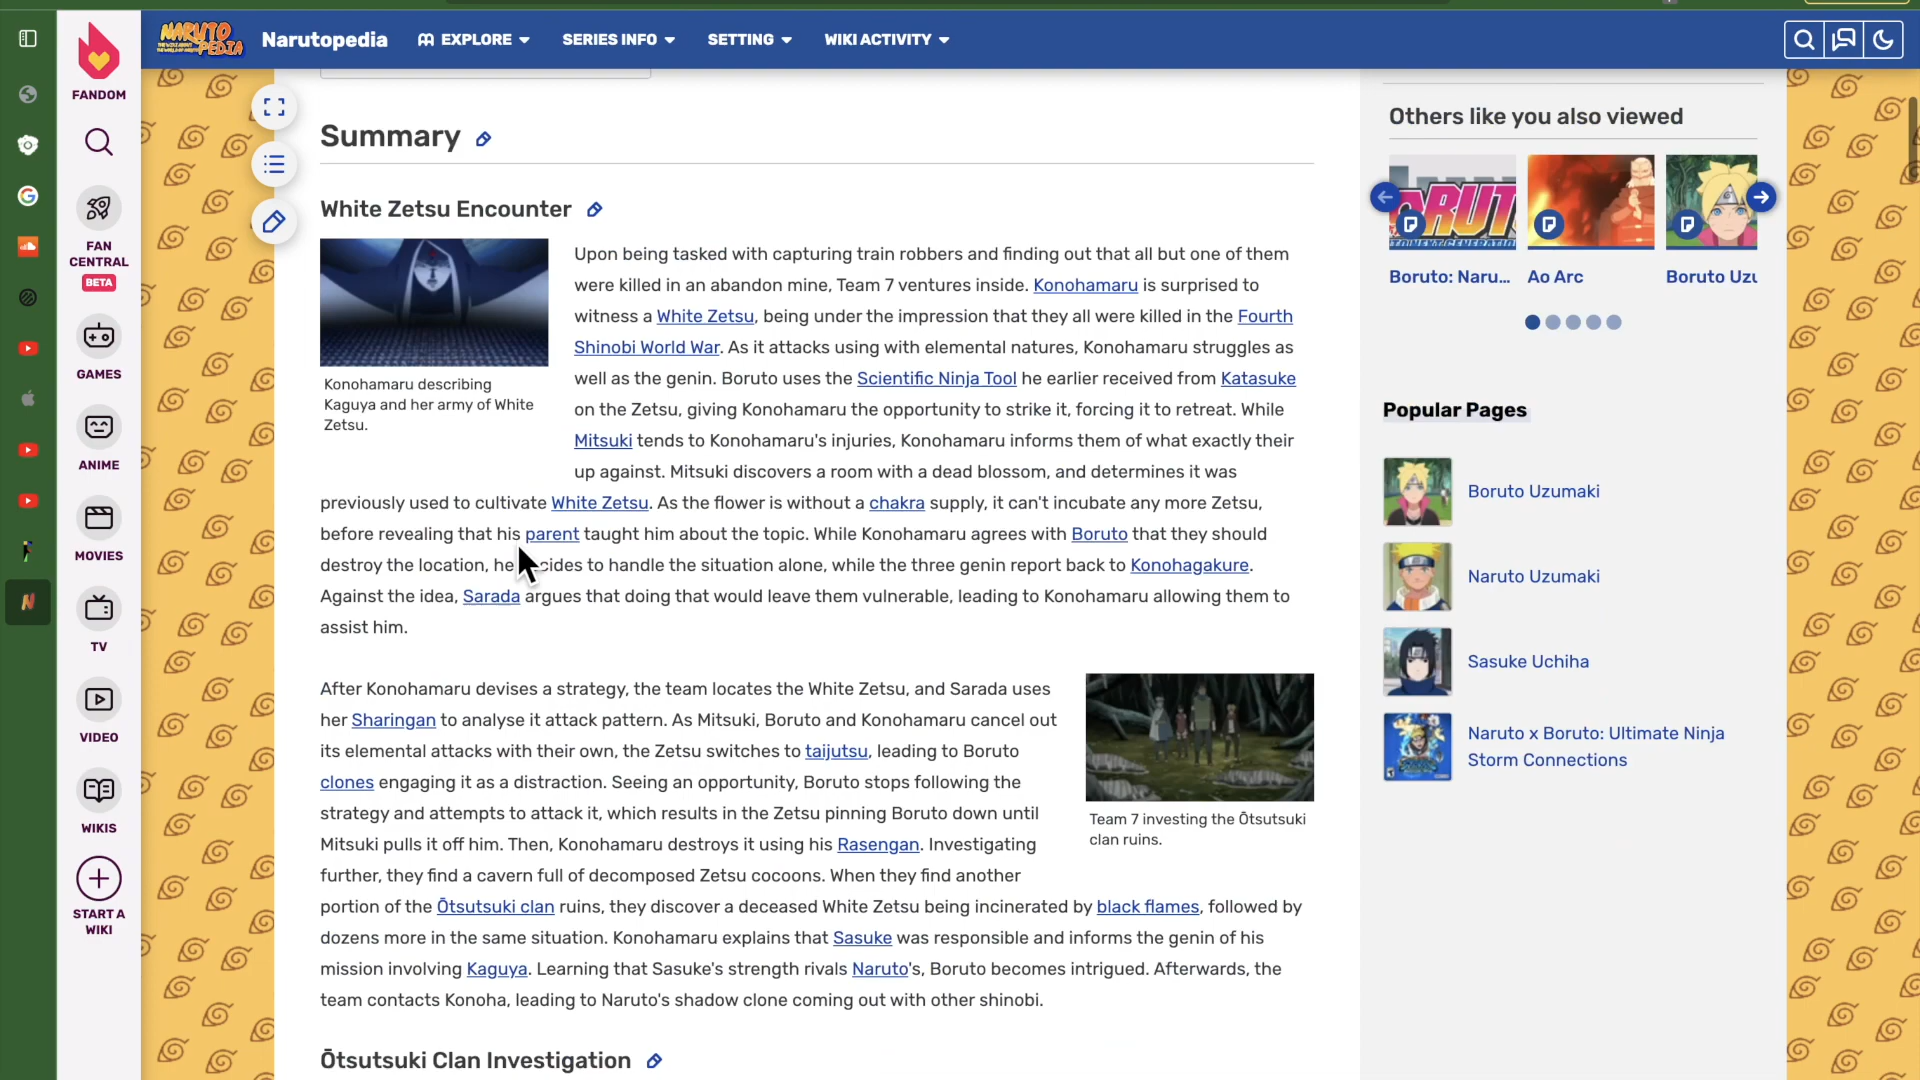 NARUTO
PEDIA
Narutopedia
EXPLORE
SERIES INFO
SETTING
WIKI ACTIVITY
FANDOM
FAN
CENTRAL
BETA
GAMES
ANIME
MOVIES
TV
VIDEO
WIKIS
START A
WIKI
Summary
White Zetsu Encounter
Konohamaru describing
Kaguya and her army of White
Zetsu.
Upon being tasked with capturing train robbers and finding out that all but one of them
were killed in an abandon mine, Team 7 ventures inside. Konohamaru is surprised to
witness a White Zetsu, being under the impression that they all were killed in the Fourth
Shinobi World War. As it attacks using with elemental natures, Konohamaru struggles as
well as the genin. Boruto uses the Scientific Ninja Tool he earlier received from Katasuke
on the Zetsu, giving Konohamaru the opportunity to strike it, forcing it to retreat. While
Mitsuki tends to Konohamaru's injuries, Konohamaru informs them of what exactly their
up against. Mitsuki discovers a room with a dead blossom, and determines it was
previously used to cultivate White Zetsu. As the flower is without a chakra supply, it can't incubate any more Zetsu,
before revealing that his parent taught him about the topic. While Konohamaru agrees with Boruto that they should
destroy the location, he cides to handle the situation alone, while the three genin report back to Konohagakure.
Against the idea, Sarada argues that doing that would leave them vulnerable, leading to Konohamaru allowing them to
assist him.
After Konohamaru devises a strategy, the team locates the White Zetsu, and Sarada uses
her Sharingan to analyse it attack pattern. As Mitsuki, Boruto and Konohamaru cancel out
its elemental attacks with their own, the Zetsu switches to taijutsu, leading to Boruto
clones engaging it as a distraction. Seeing an opportunity, Boruto stops following the
strategy and attempts to attack it, which results in the Zetsu pinning Boruto down until
Mitsuki pulls it off him. Then, Konohamaru destroys it using his Rasengan. Investigating
further, they find a cavern full of decomposed Zetsu cocoons. When they find another
portion of the Ōtsutsuki clan ruins, they discover a deceased White Zetsu being incinerated by black flames, followed by
dozens more in the same situation. Konohamaru explains that Sasuke was responsible and informs the genin of his
mission involving Kaguya. Learning that Sasuke's strength rivals Naruto's, Boruto becomes intrigued. Afterwards, the
team contacts Konoha, leading to Naruto's shadow clone coming out with other shinobi.
Team 7 investing the Ōtsutsuki
clan ruins.
Ōtsutsuki Clan Investigation
Others like you also viewed
Boruto: Naru...
Ao Arc
Boruto Uzu
Popular Pages
Boruto Uzumaki
Naruto Uzumaki
Sasuke Uchiha
Naruto x Boruto: Ultimate Ninja
Storm Connections